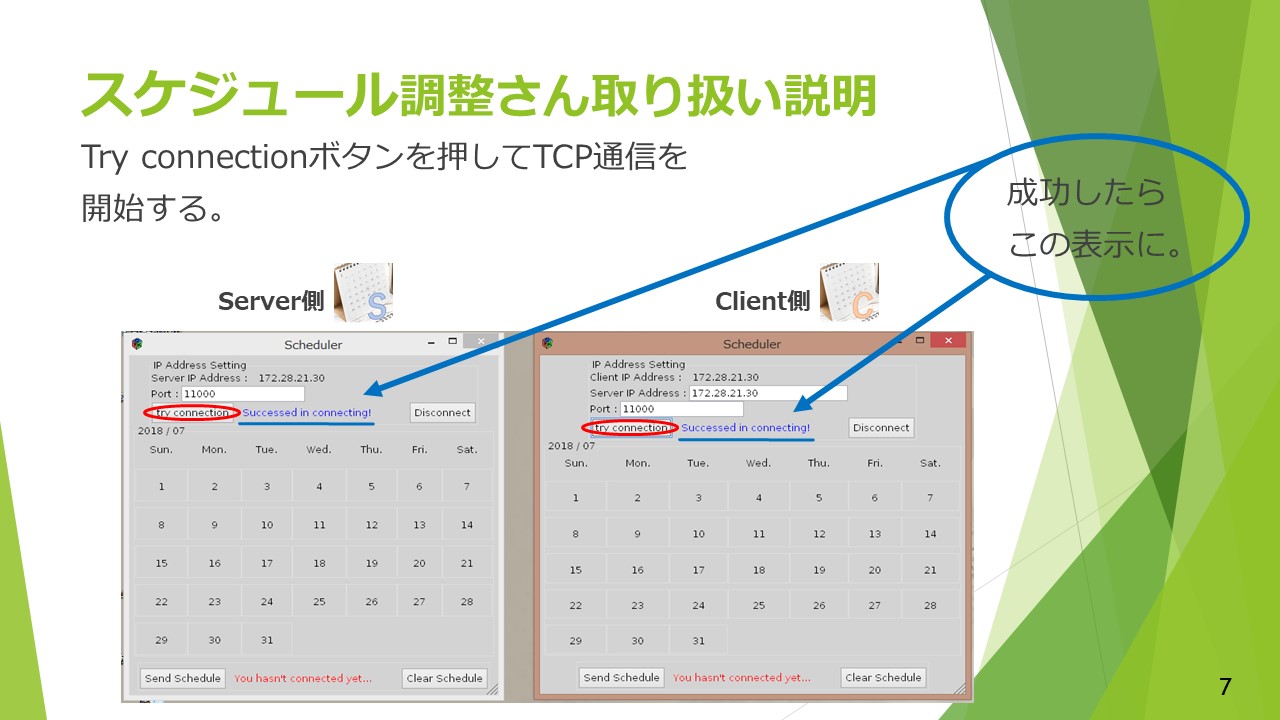 スケジュール調整さん取り扱い説明
Try connectionボタンを押してTCP通信を
開始する。
成功したら
この表示に。
Server側
S
Client側
C
Scheduler
IP Address Setting
Server IP Address : 172.28.21.30
Port : 11000
try connection Successed in connecting! Disconnect
2018 / 07
Sun. Mon. Tue. Wed. Thu. Fri. Sat.
1 2 3 4 5 6 7
8 9 10 11 12 13 14
15 16 17 18 19 20 21
22 23 24 25 26 27 28
29 30 31
Send Schedule You hasn't connected yet... Clear Schedule
Scheduler
IP Address Setting
Client IP Address : 172.28.21.30
Server IP Address : 172.28.21.30
Port : 11000
try connection Successed in connecting! Disconnect
2018 / 07
Sun. Mon. Tue. Wed. Thu. Fri. Sat.
1 2 3 4 5 6 7
8 9 10 11 12 13 14
15 16 17 18 19 20 21
22 23 24 25 26 27 28
29 30 31
Send Schedule You hasn't connected yet... Clear Schedule
7